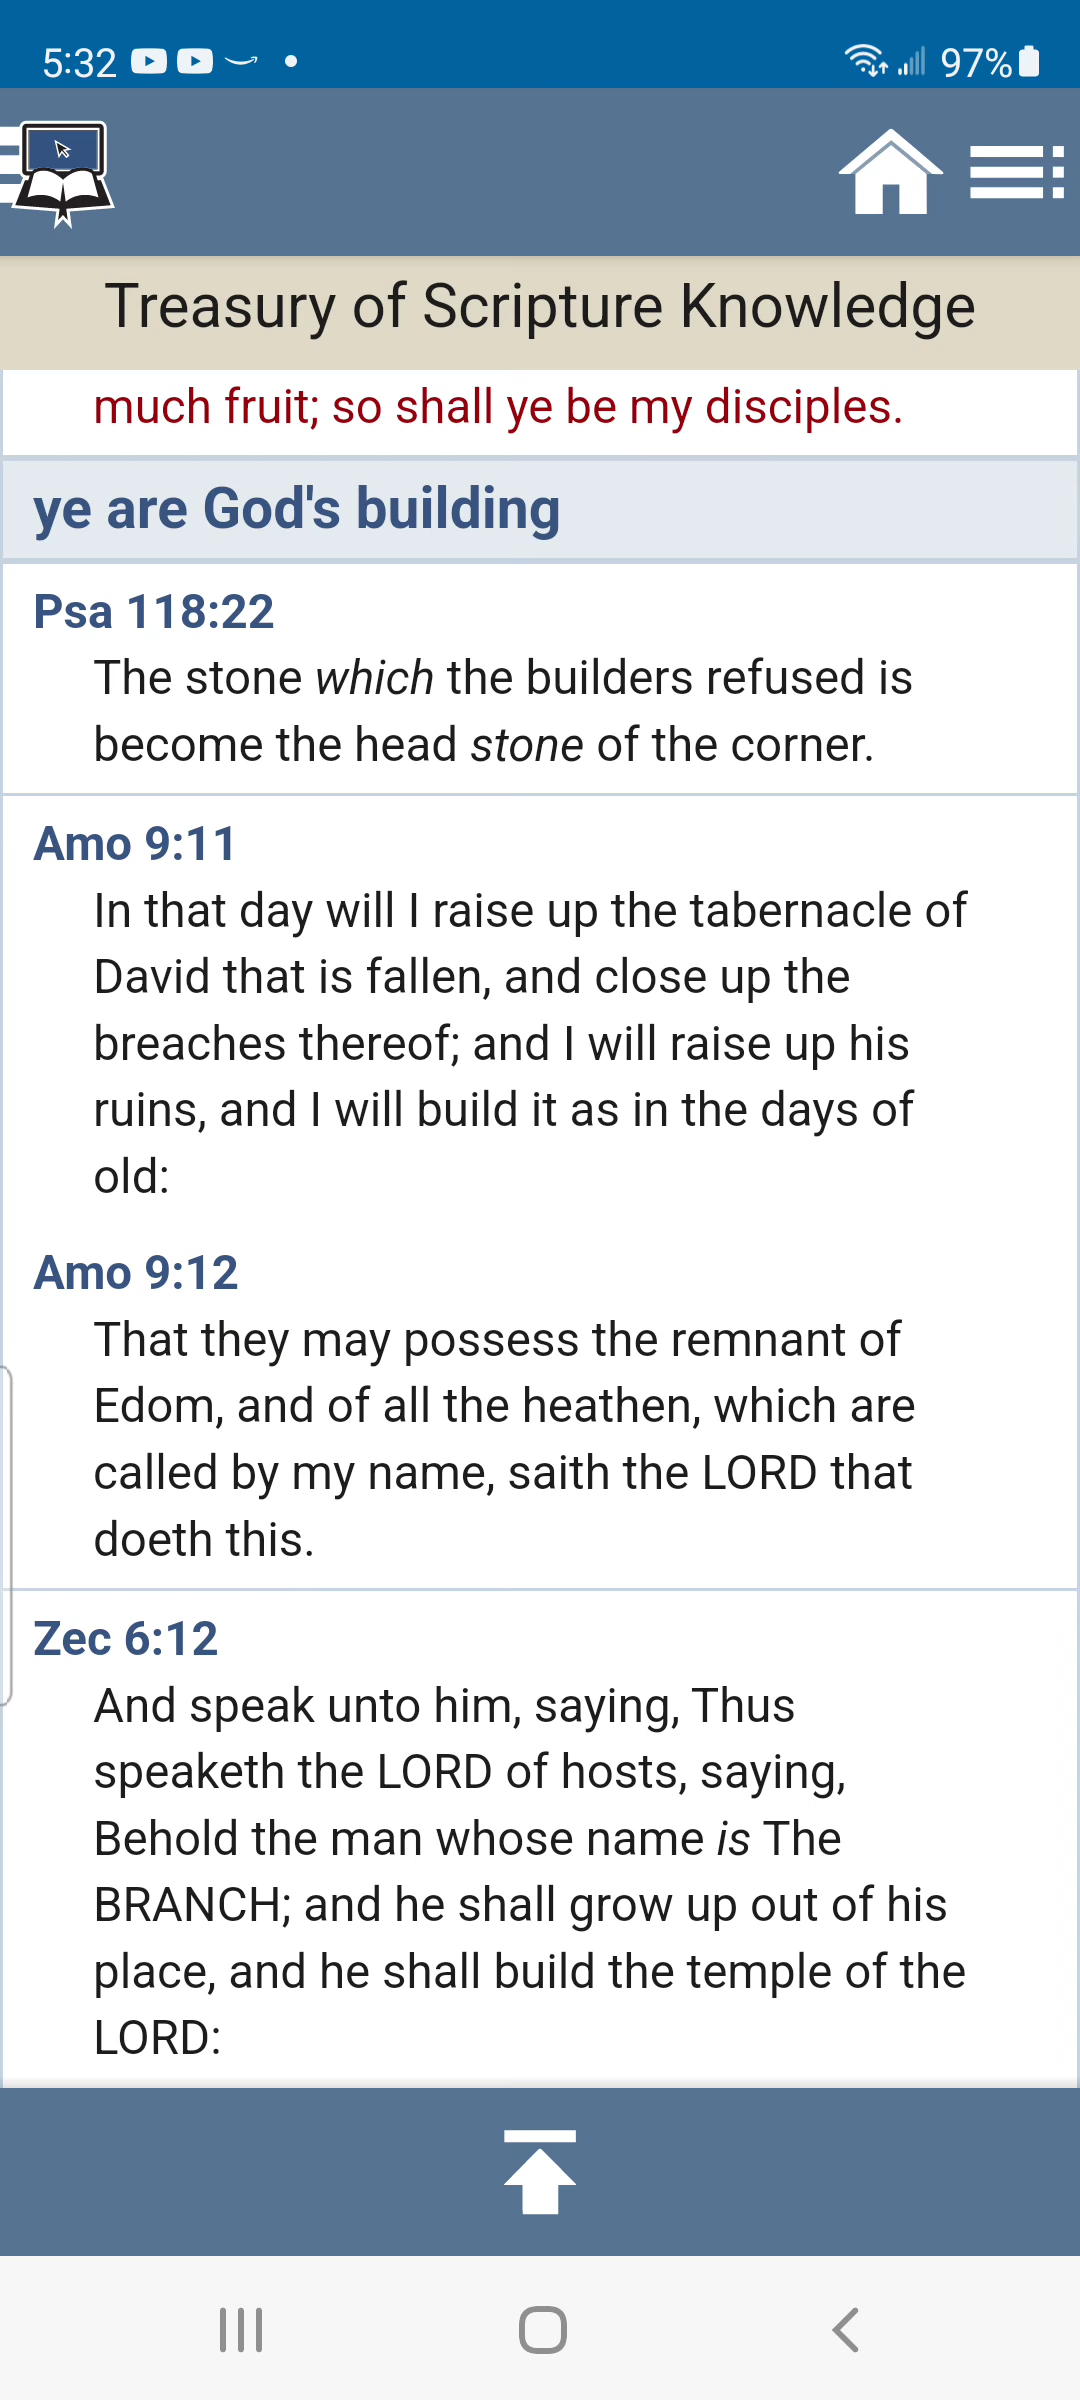 5:32
97%
Treasury of Scripture Knowledge
much fruit; so shall ye be my disciples.
ye are God's building
Psa 118:22
The stone which the builders refused is
become the head stone of the corner.
Amo 9:11
In that day will I raise up the tabernacle of
David that is fallen, and close up the
breaches thereof; and I will raise up his
ruins, and I will build it as in the days of
old:
Amo 9:12
That they may possess the remnant of
Edom, and of all the heathen, which are
called by my name, saith the LORD that
doeth this.
Zec 6:12
And speak unto him, saying, Thus
speaketh the LORD of hosts, saying,
Behold the man whose name is The
BRANCH; and he shall grow up out of his
place, and he shall build the temple of the
LORD: